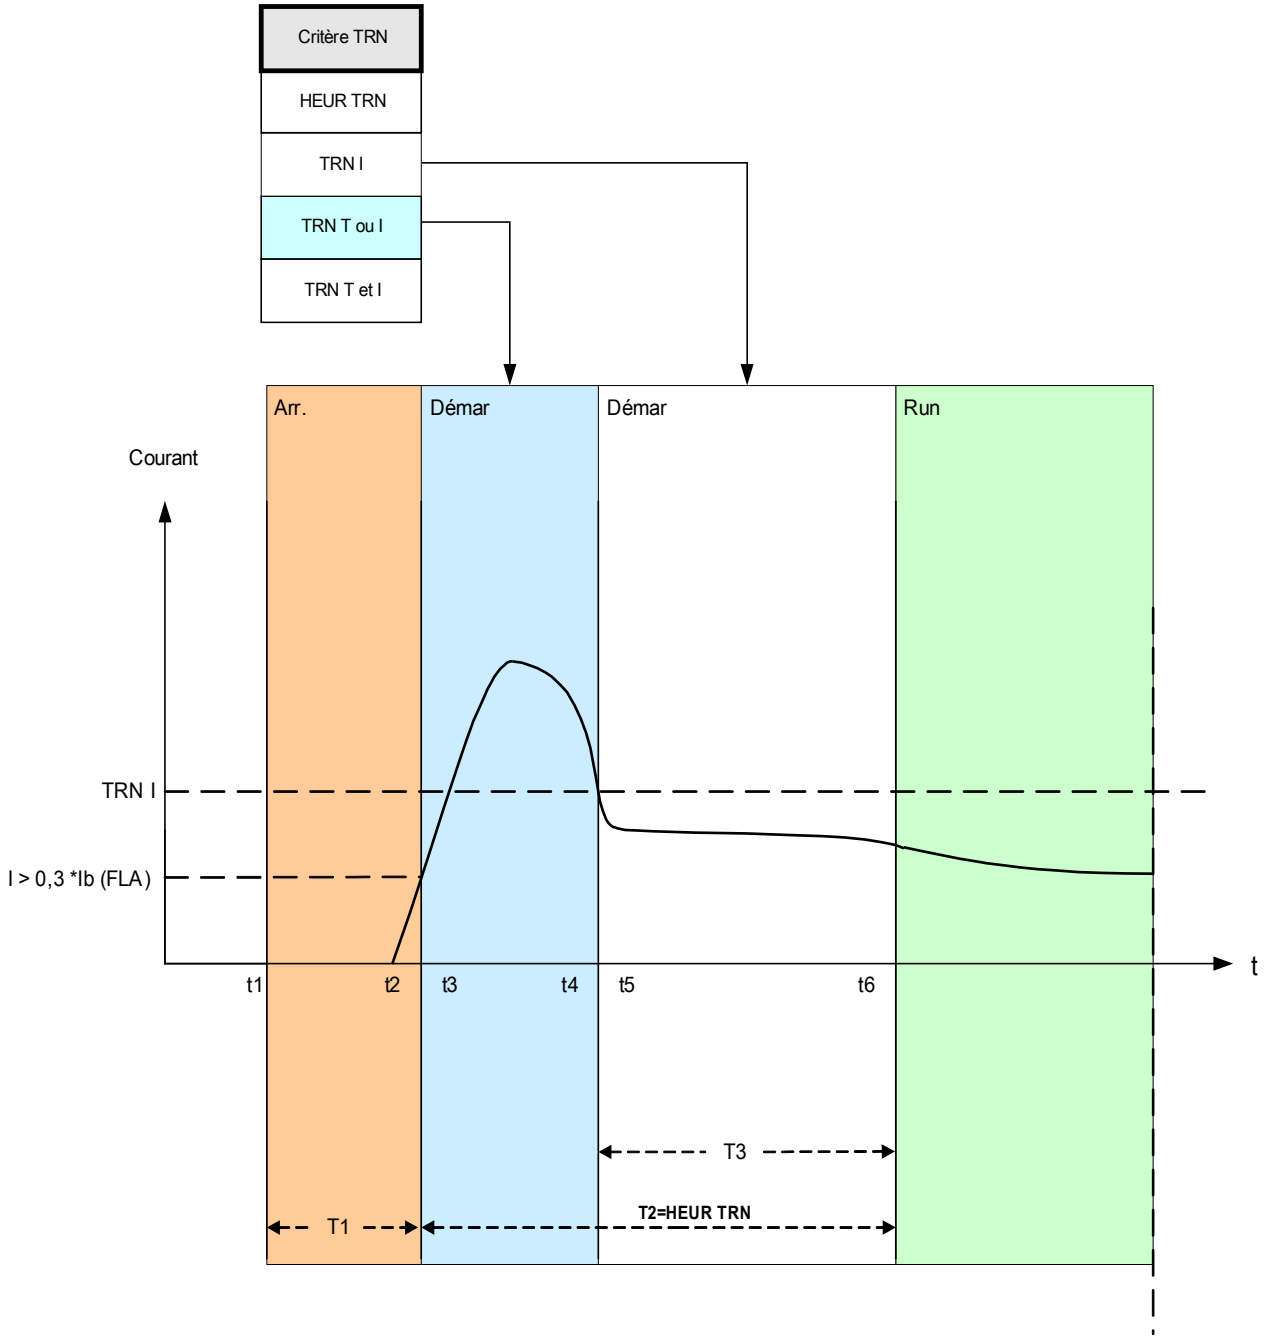 Critère TRN
HEUR TRN
TRN I
TRN T ou I
TRN T et I
Arr.
Démar
Démar
Run
Courant
TRN I
I > 0,3 *Ib (FLA)
t
t1
t2
t3
t4
t5
t6
T3
T2=HEUR TRN
T1